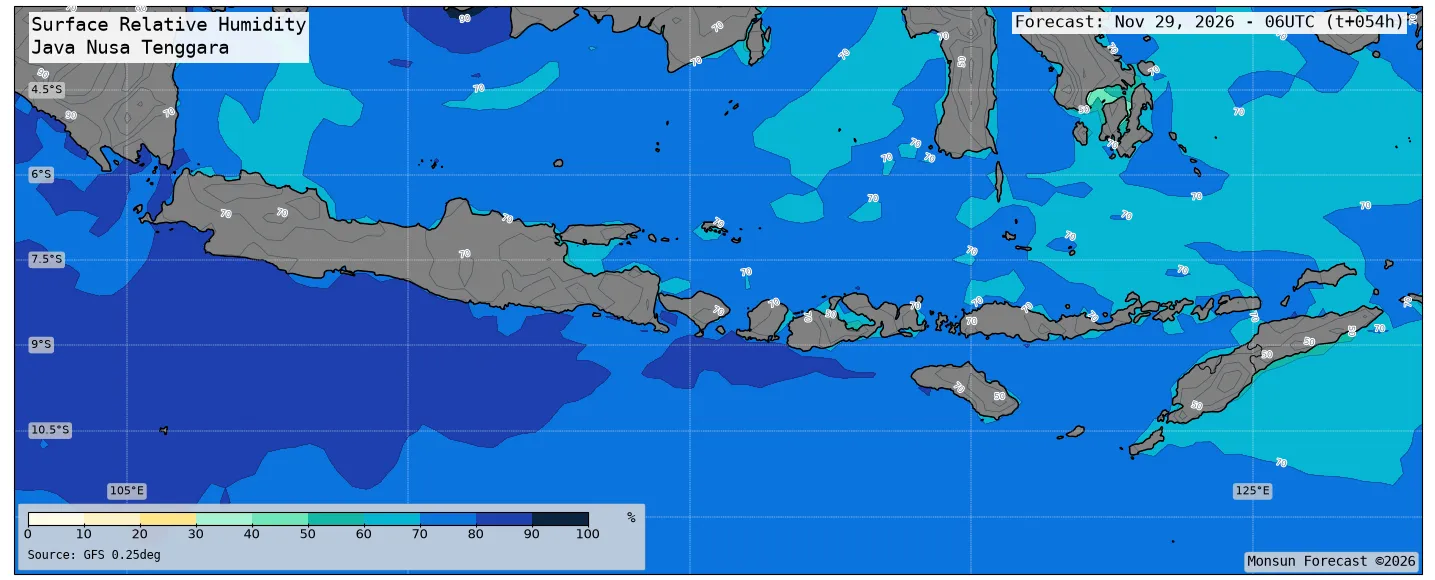 Surface Relative Humidity
Java Nusa Tenggara
Forecast: Nov 29, 2026 - 06UTC (t+054h)
4.5°S
6°S
7.5°S
9°S
10.5°S
105°E
125°E
0 10 20 30 40 50 60 70 80 90 100
%
Source: GFS 0.25deg
Monsun Forecast ©2026